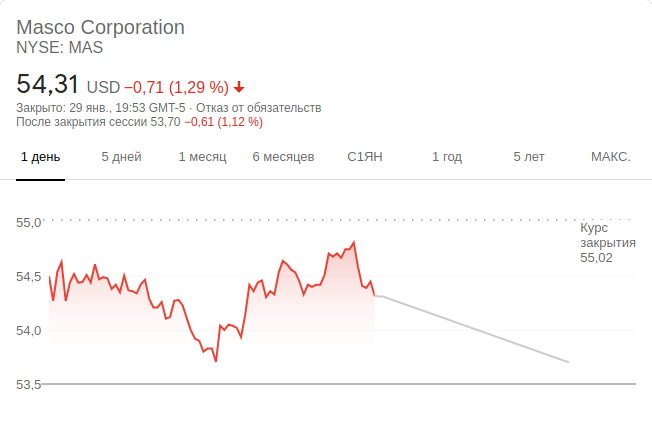 Masco Corporation
NYSE: MAS
54,31 USD −0,71 (1,29 %)
Закрыто: 29 янв., 19:53 GMT-5 · Отказ от обязательств
После закрытия сессии 53,70 −0,61 (1,12 %)
1 день 5 дней 1 месяц 6 месяцев С1ЯН 1 год 5 лет МАКС.
55,0
Курс
закрытия
55,02
54,5
54,0
53,5